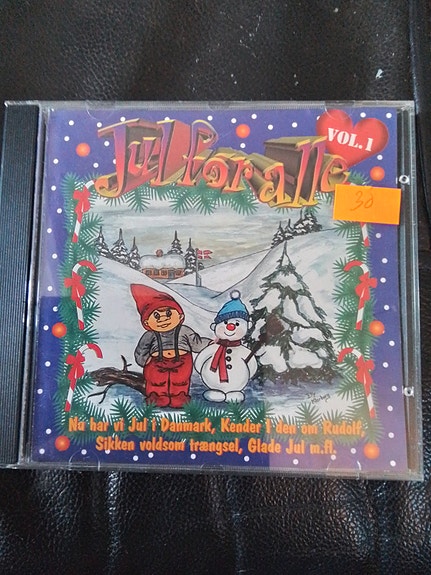 Jul for alle
VOL. 1
30
Nu har vi Jul i Danmark, Kender I den om Rudolf,
Sikken voldsom trængsel, Glade Jul m.fl.